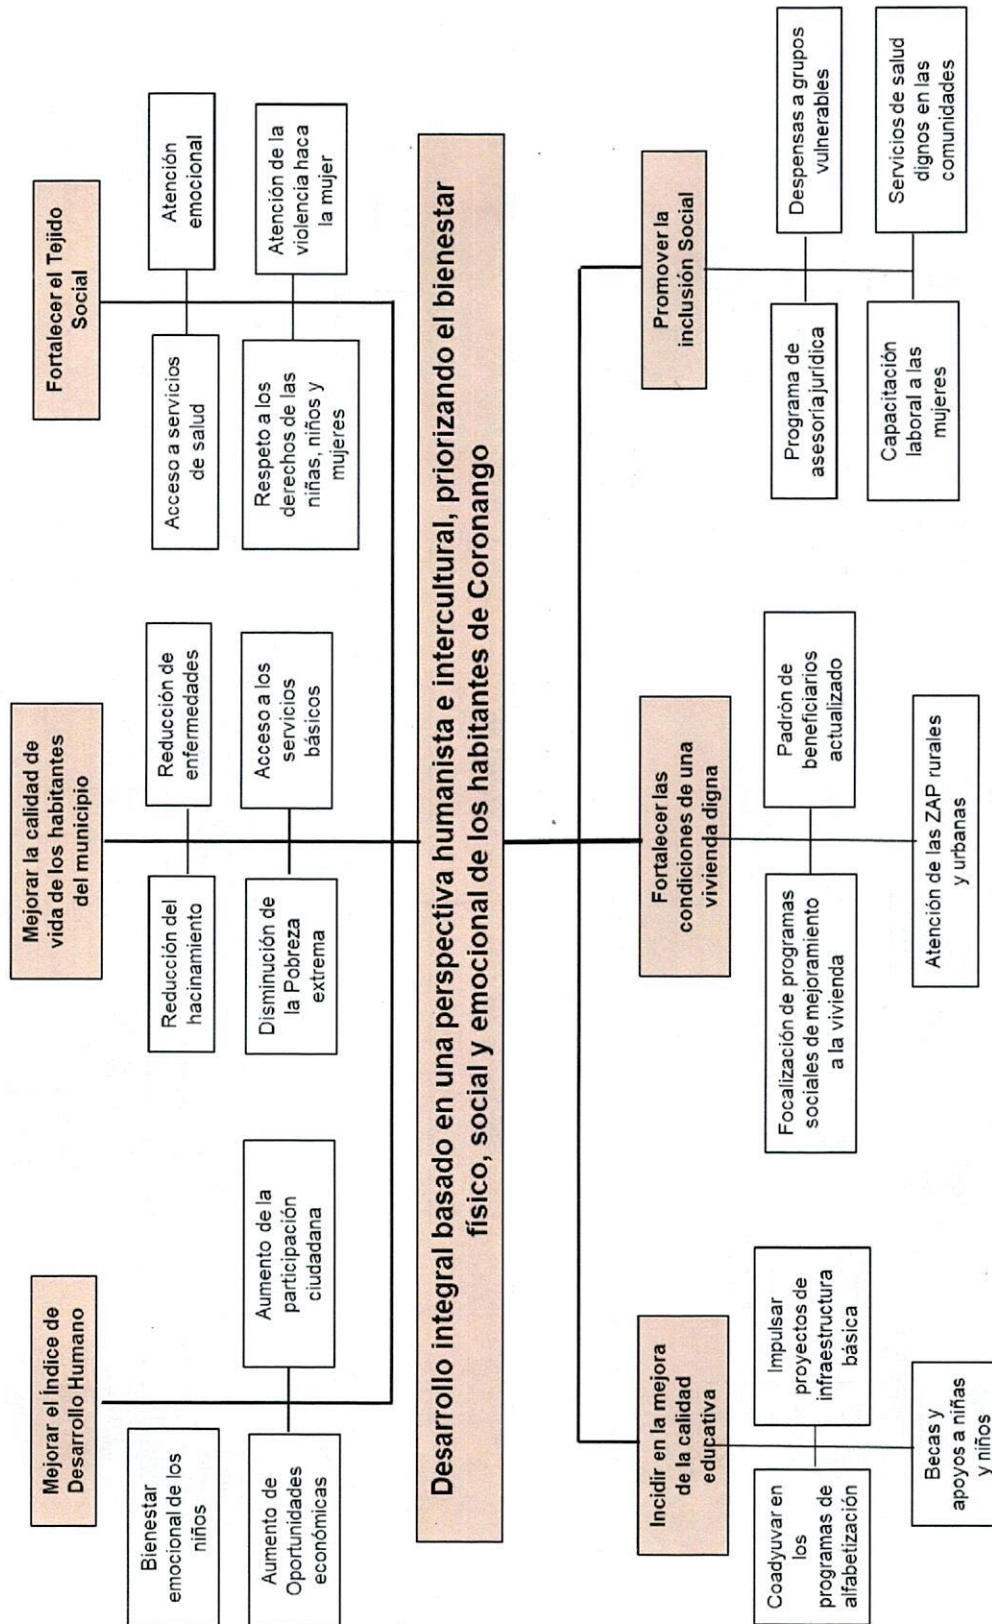 Mejorar el Índice de
Desarrollo Humano
Bienestar
emocional de los
niños
Aumento de
Oportunidades
económicas
Aumento de la
participación
ciudadana
Mejorar la calidad de
vida de los habitantes
del municipio
Reducción del
hacinamiento
Reducción de
enfermedades
Disminución de
la Pobreza
extrema
Acceso a los
servicios
básicos
Fortalecer el Tejido
Social
Acceso a servicios
de salud
Atención
emocional
Respeto a los
derechos de las
niñas, niños y
mujeres
Atención de la
violencia haca
la mujer
Desarrollo integral basado en una perspectiva humanista e intercultural, priorizando el bienestar
físico, social y emocional de los habitantes de Coronango
Incidir en la mejora
de la calidad
educativa
Coadyuvar en
los
programas de
alfabetización
Impulsar
proyectos de
infraestructura
básica
Becas y
apoyos a niñas
y niños
Fortalecer las
condiciones de una
vivienda digna
Focalización de programas
sociales de mejoramiento
a la vivienda
Padrón de
beneficiarios
actualizado
Atención de las ZAP rurales
y urbanas
Promover la
inclusión Social
Programa de
asesoría jurídica
Despensas a grupos
vulnerables
Capacitación
laboral a las
mujeres
Servicios de salud
dignos en las
comunidades